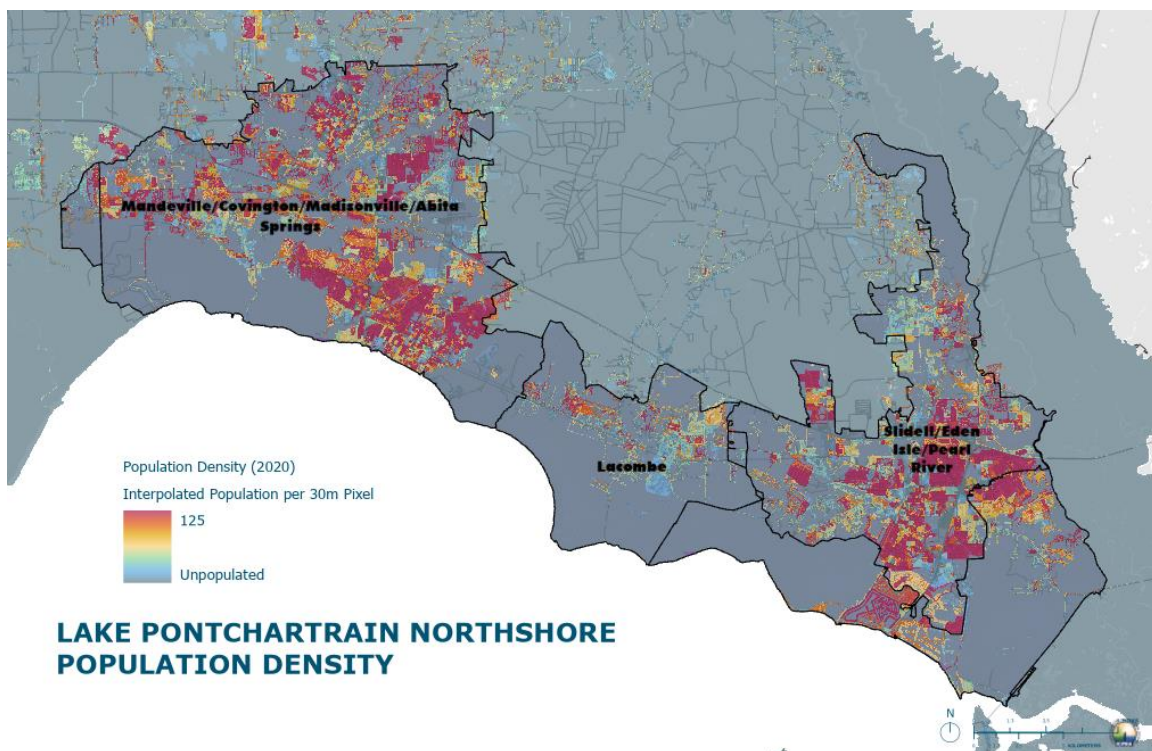 Mandeville/Covington/Madisonville/Abita
Springs
Slidell/Eden
Isle/Pearl
River
Lacombe
Population Density (2020)
Interpolated Population per 30m Pixel
125
Unpopulated
LAKE PONTCHARTRAIN NORTHSHORE
POPULATION DENSITY
N
KILOMETERS